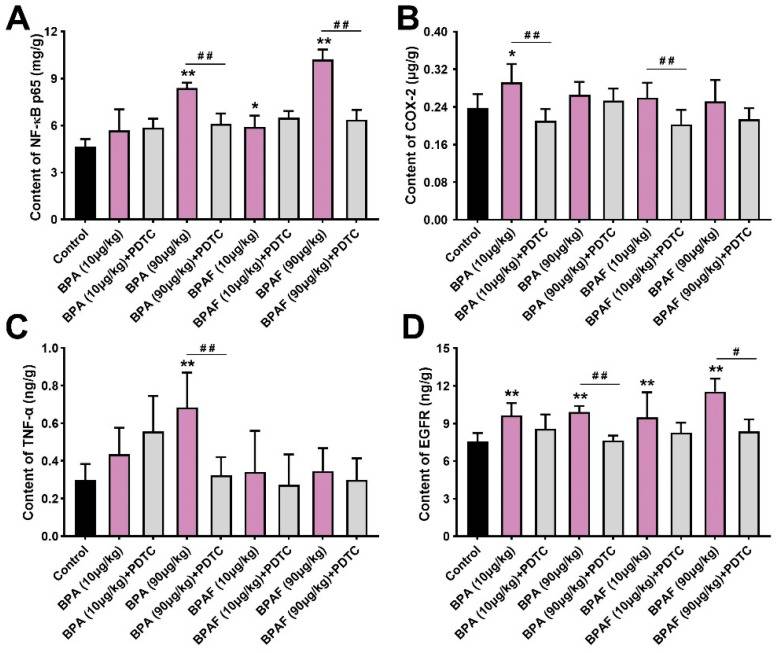 A
Content of NF-κB p65 (mg/g)
12
9
6
3
0
**
##
*
**
##
Control
BPA (10μg/kg)
BPA (10μg/kg)+PDTC
BPA (90μg/kg)
BPA (90μg/kg)+PDTC
BPAF (10μg/kg)
BPAF (10μg/kg)+PDTC
BPAF (90μg/kg)
BPAF (90μg/kg)+PDTC
B
Content of COX-2 (μg/g)
0.40
0.32
0.24
0.16
0.00
*
##
##
Control
BPA (10μg/kg)
BPA (10μg/kg)+PDTC
BPA (90μg/kg)
BPA (90μg/kg)+PDTC
BPAF (10μg/kg)
BPAF (10μg/kg)+PDTC
BPAF (90μg/kg)
BPAF (90μg/kg)+PDTC
C
Content of TNF-α (ng/g)
1.0
0.8
0.6
0.4
0.2
0.0
**
##
Control
BPA (10μg/kg)
BPA (10μg/kg)+PDTC
BPA (90μg/kg)
BPA (90μg/kg)+PDTC
BPAF (10μg/kg)
BPAF (10μg/kg)+PDTC
BPAF (90μg/kg)
BPAF (90μg/kg)+PDTC
D
Content of EGFR (ng/g)
15
12
9
6
3
0
**
**
##
**
**
#
Control
BPA (10μg/kg)
BPA (10μg/kg)+PDTC
BPA (90μg/kg)
BPA (90μg/kg)+PDTC
BPAF (10μg/kg)
BPAF (10μg/kg)+PDTC
BPAF (90μg/kg)
BPAF (90μg/kg)+PDTC